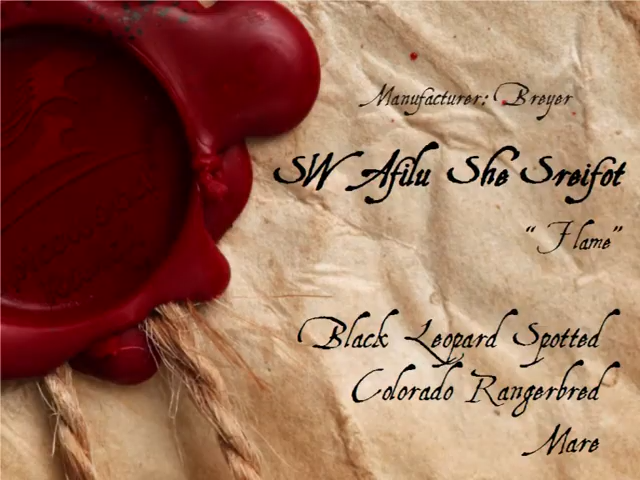 Manufacturer: Breyer
SW Afilu She Sreifot
"Flame"
Black Leopard Spotted
Colorado Rangerbred
Mare